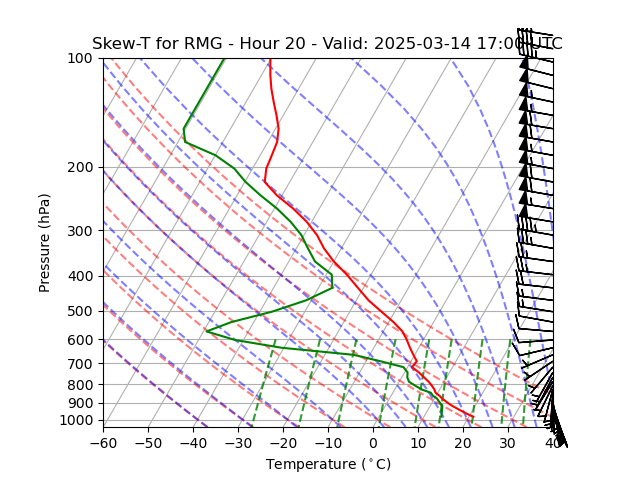 Skew-T for RMG - Hour 20 - Valid: 2025-03-14 17:00 UTC
100
200
300
400
500
600
700
800
900
1000
Pressure (hPa)
−60 −50 −40 −30 −20 −10 0 10 20 30 40
Temperature (°C)